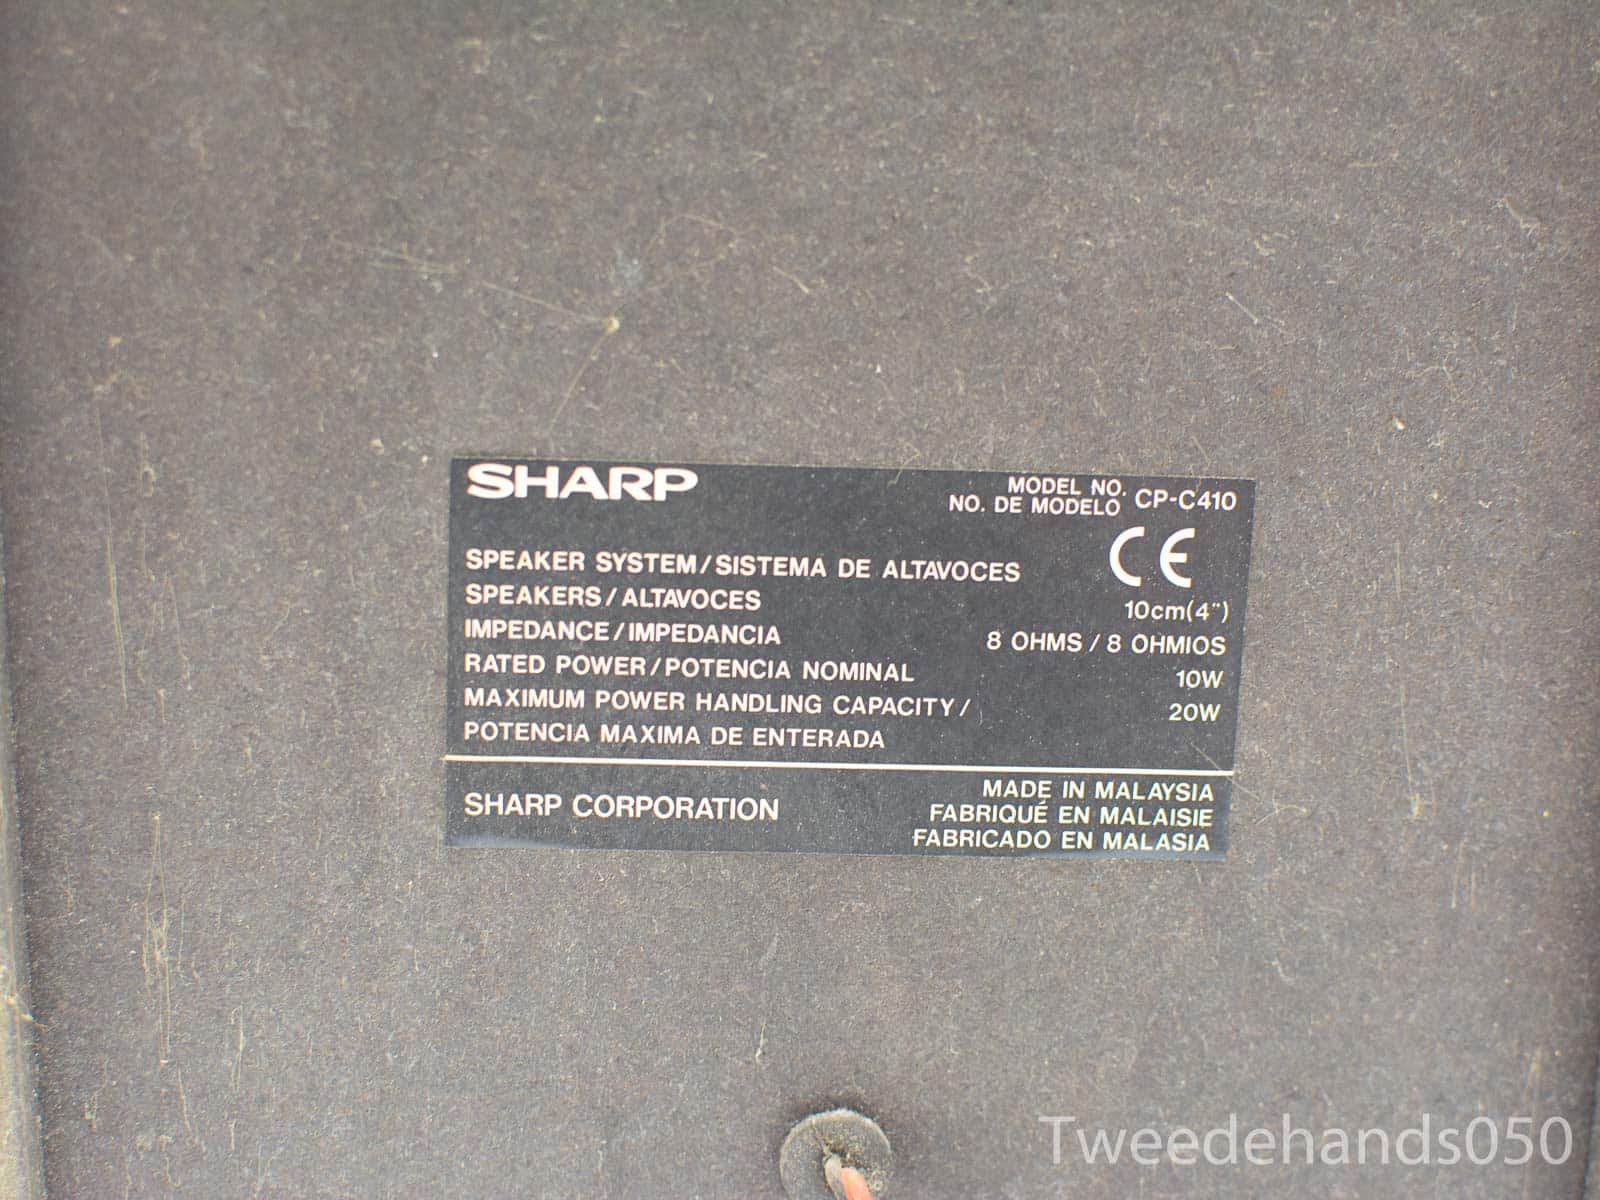 SHARP
MODEL NO.
NO. DE MODELO CP-C410
CE
SPEAKER SYSTEM/SISTEMA DE ALTAVOCES
SPEAKERS/ALTAVOCES 10cm(4")
IMPEDANCE/IMPEDANCIA 8 OHMS / 8 OHMIOS
RATED POWER/POTENCIA NOMINAL 10W
MAXIMUM POWER HANDLING CAPACITY/ 20W
POTENCIA MAXIMA DE ENTERADA
SHARP CORPORATION
MADE IN MALAYSIA
FABRIQUÉ EN MALAISIE
FABRICADO EN MALASIA
Tweedehands050